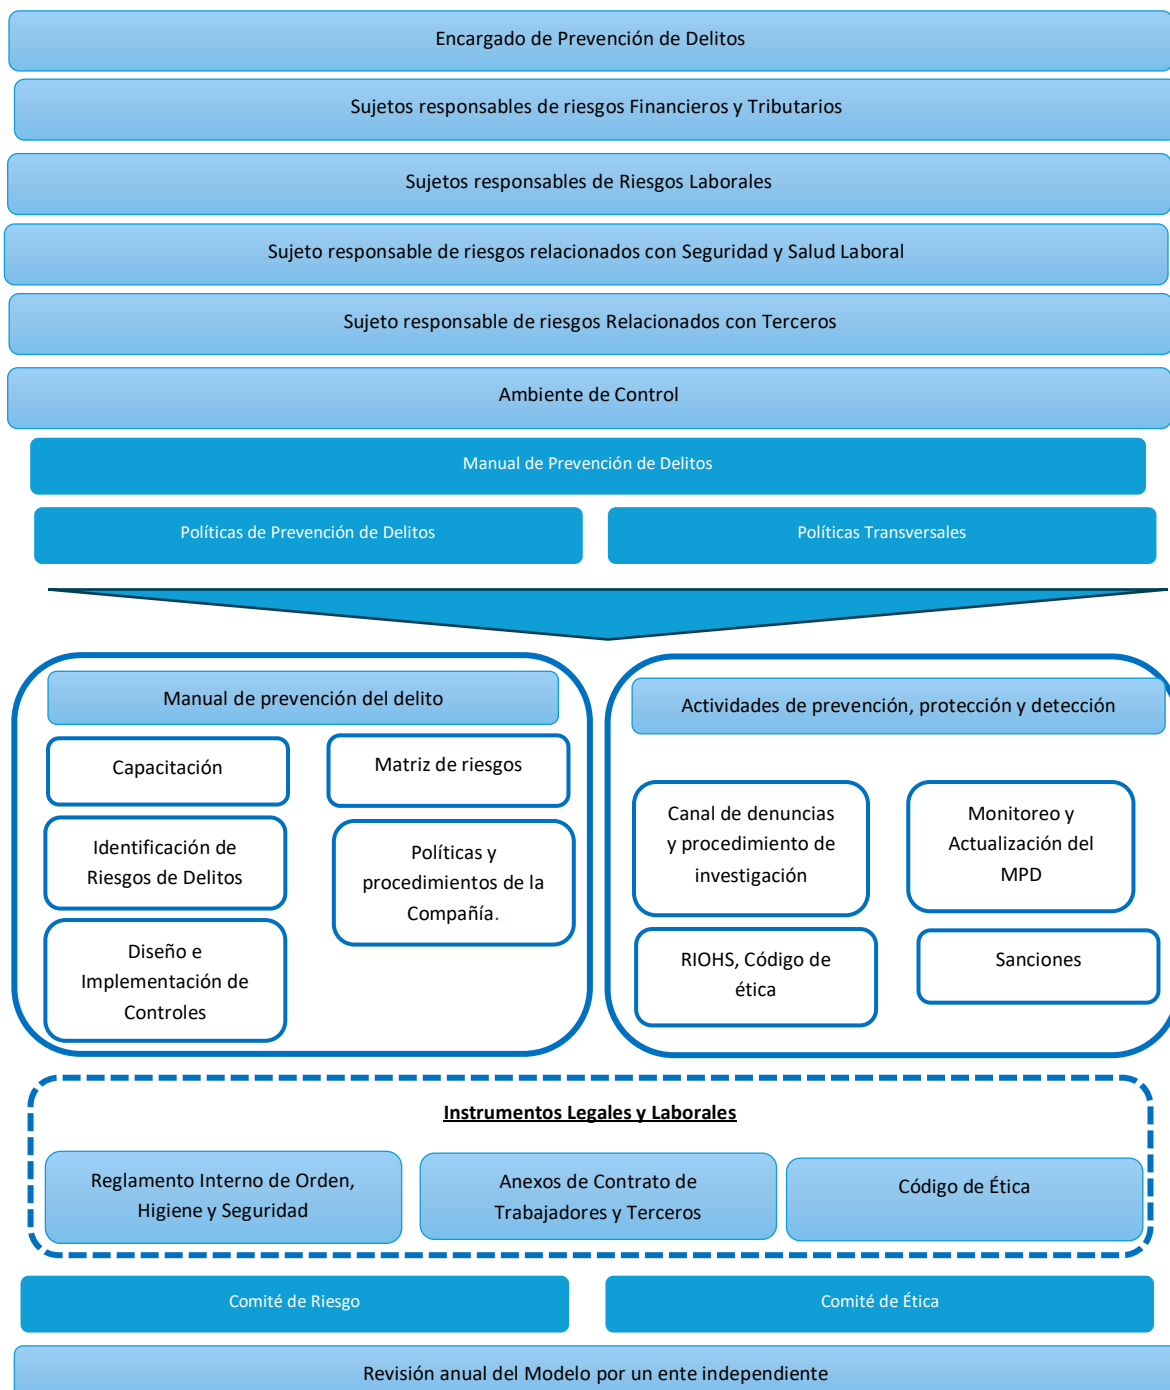 Encargado de Prevención de Delitos
Sujetos responsables de riesgos Financieros y Tributarios
Sujetos responsables de Riesgos Laborales
Sujeto responsable de riesgos relacionados con Seguridad y Salud Laboral
Sujeto responsable de riesgos Relacionados con Terceros
Ambiente de Control
Manual de Prevención de Delitos
Políticas de Prevención de Delitos
Políticas Transversales
Manual de prevención del delito
Capacitación
Matriz de riesgos
Identificación de
Riesgos de Delitos
Políticas y
procedimientos de la
Compañía.
Diseño e
Implementación de
Controles
Actividades de prevención, protección y detección
Canal de denuncias
y procedimiento de
investigación
Monitoreo y
Actualización del
MPD
RIOHS, Código de
ética
Sanciones
Instrumentos Legales y Laborales
Reglamento Interno de Orden,
Higiene y Seguridad
Anexos de Contrato de
Trabajadores y Terceros
Código de Ética
Comité de Riesgo
Comité de Ética
Revisión anual del Modelo por un ente independiente